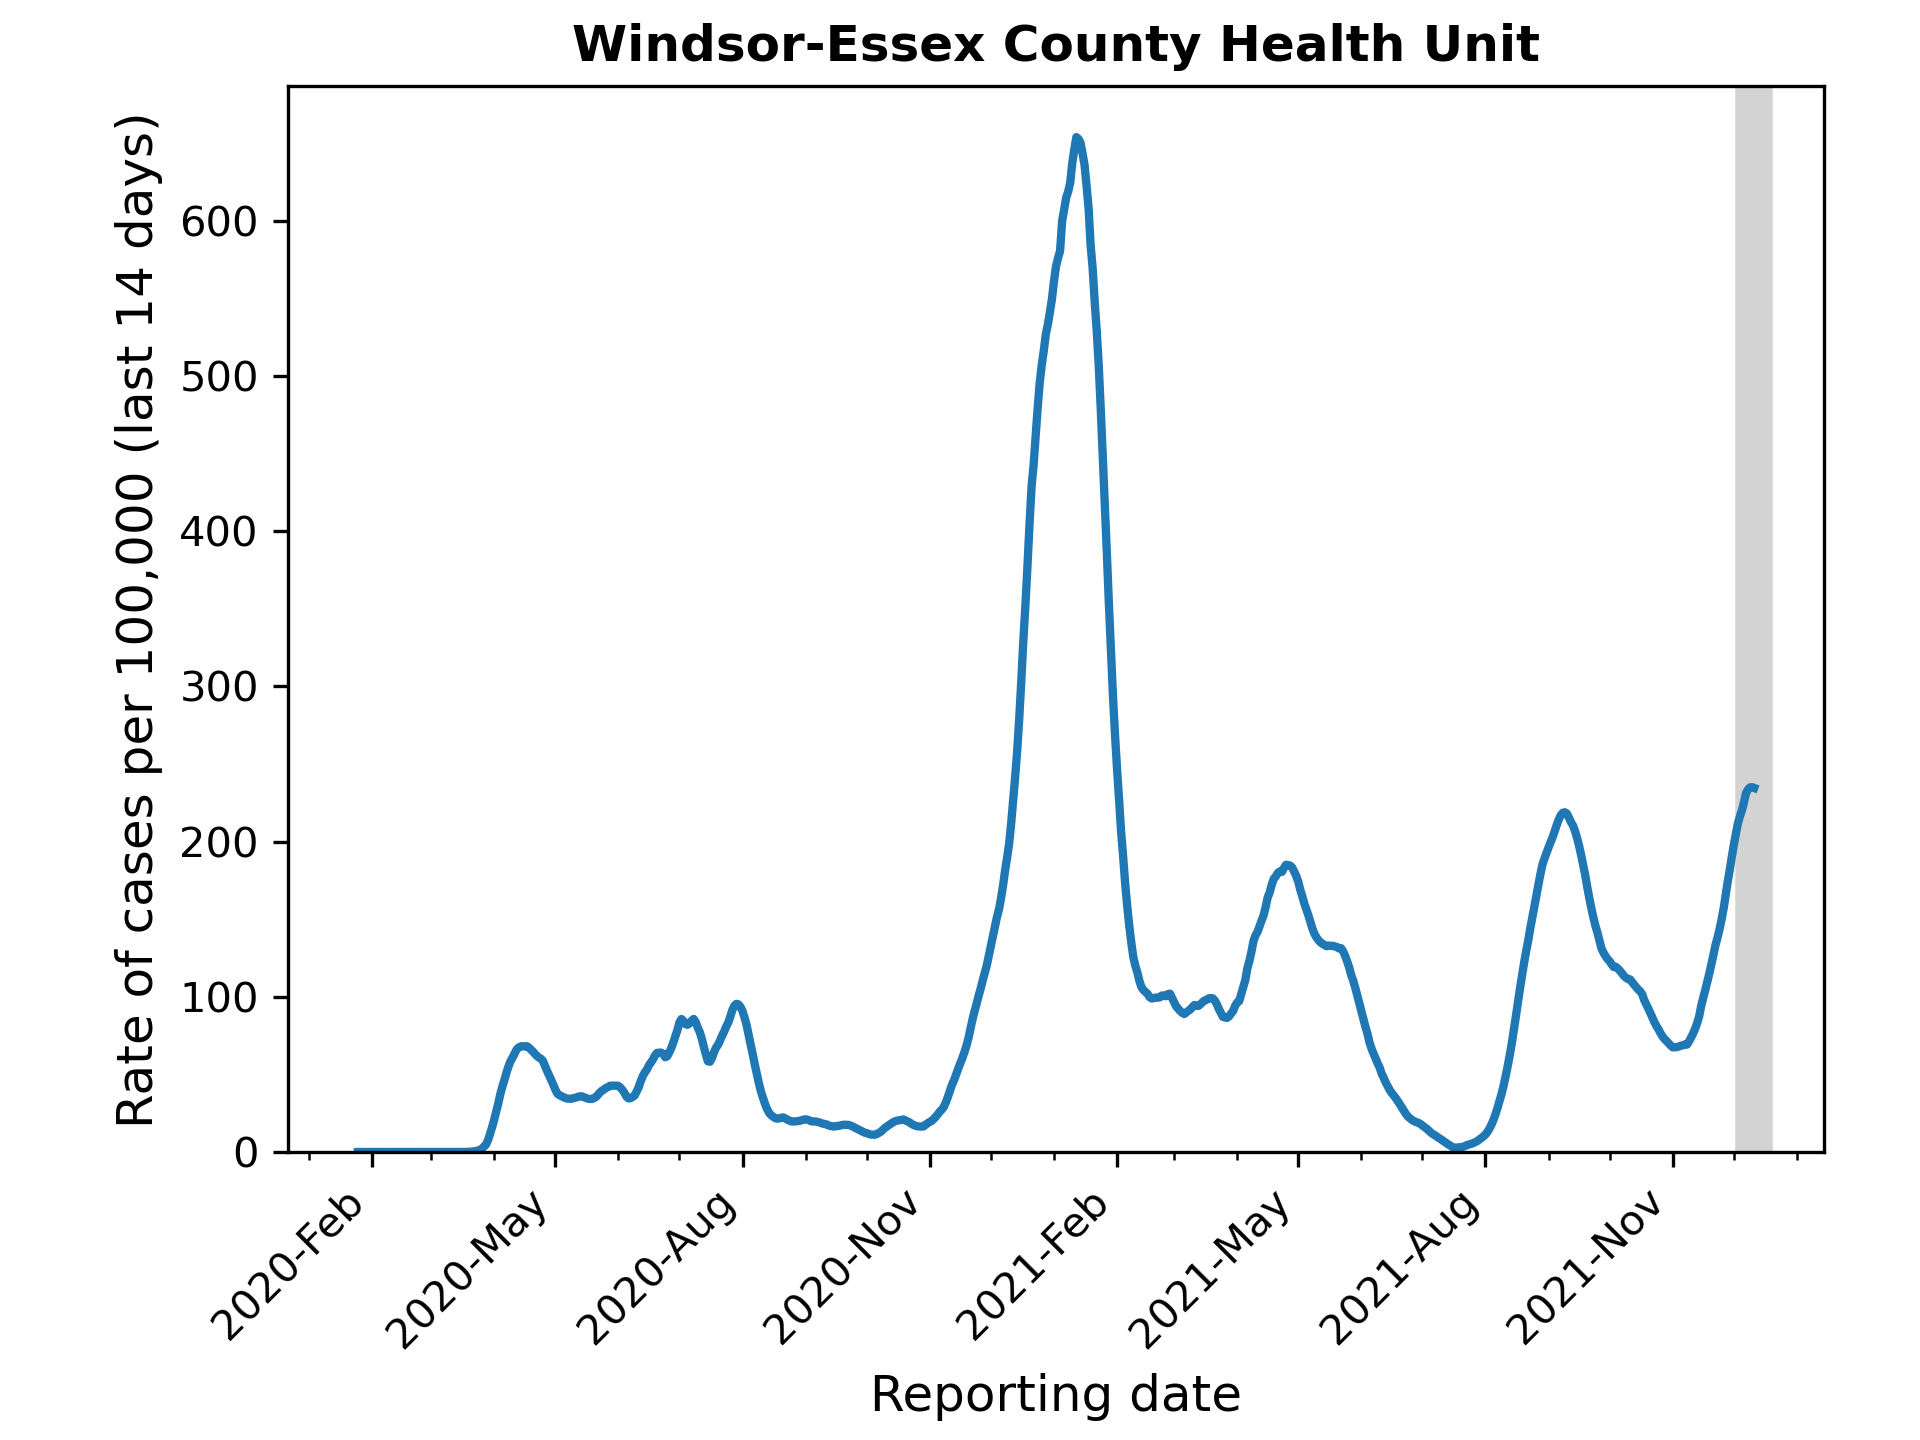 Windsor-Essex County Health Unit
Rate of cases per 100,000 (last 14 days)
600
500
400
300
200
100
0
2020-Feb
2020-May
2020-Aug
2020-Nov
2021-Feb
2021-May
2021-Aug
2021-Nov
Reporting date